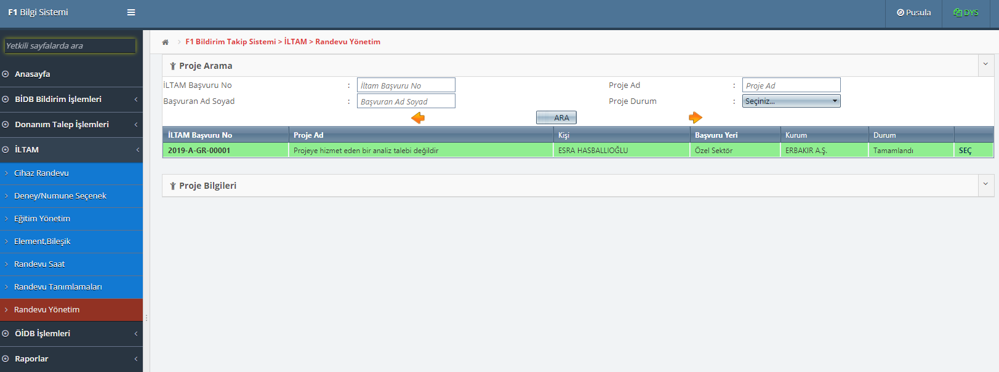 F1 Bilgi Sistemi
Pusula
DYS
Yetkili sayfalarda ara
Anasayfa
BİDB Bildirim İşlemleri
Donanım Talep İşlemleri
İLTAM
Cihaz Randevu
Deney/Numune Seçenek
Eğitim Yönetim
Element,Bileşik
Randevu Saat
Randevu Tanımlamaları
Randevu Yönetim
ÖİDB İşlemleri
Raporlar
F1 Bildirim Takip Sistemi > İLTAM > Randevu Yönetim
Proje Arama
İLTAM Başvuru No : İltam Başvuru No Proje Ad : Proje Ad
Başvuran Ad Soyad : Başvuran Ad Soyad Proje Durum : Seçiniz...
ARA
İLTAM Başvuru No Proje Ad Kişi Başvuru Yeri Kurum Durum
2019-A-GR-00001 Projeye hizmet eden bir analiz talebi değildir ESRA HASBALLIOĞLU Özel Sektör ERBAKIR A.Ş. Tamamlandı SEÇ
Proje Bilgileri